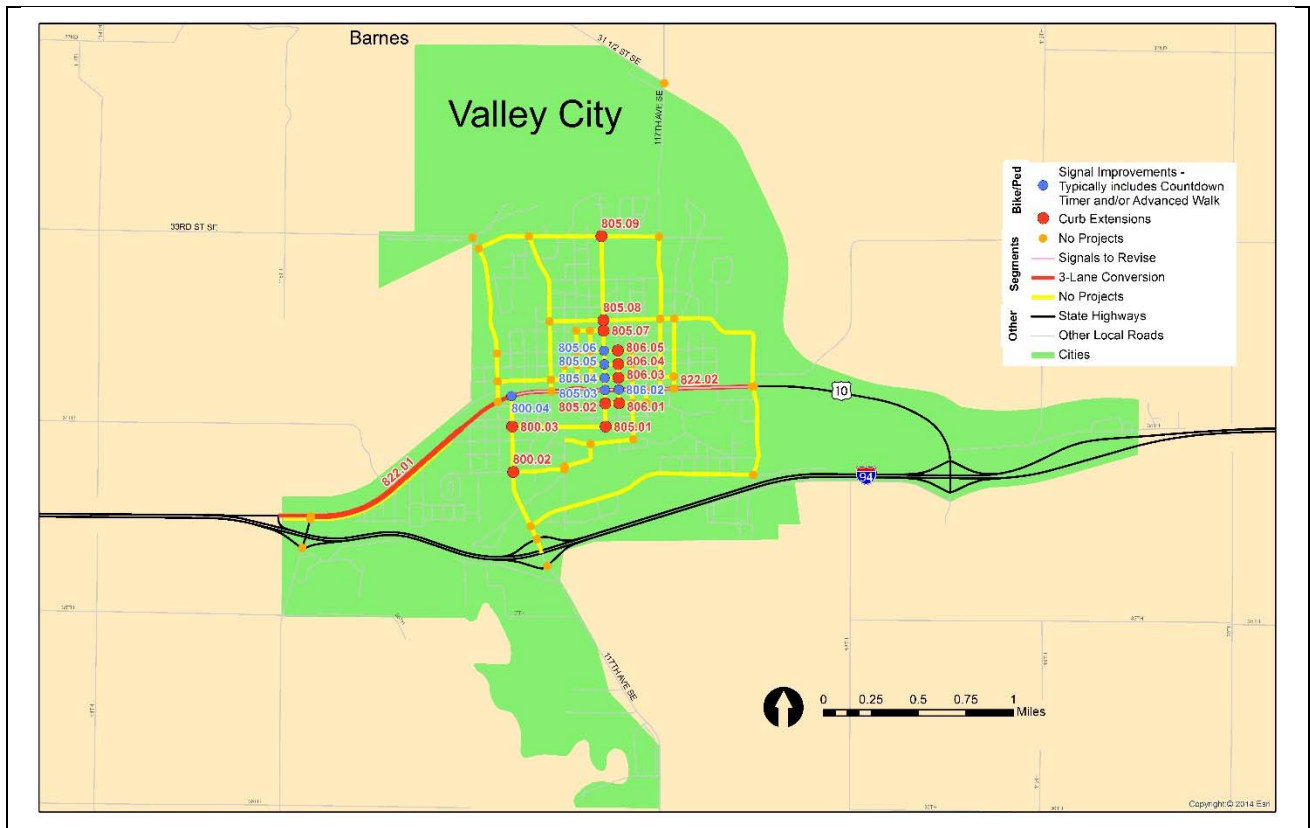 Barnes
31 1/2 ST SE
Valley City
117TH AVE SE
Bike/Ped
Signal Improvements -
Typically includes Countdown
Timer and/or Advanced Walk
Curb Extensions
No Projects
Segments
Signals to Revise
3-Lane Conversion
No Projects
Other
State Highways
Other Local Roads
Cities
33RD ST SE
805.09
805.08
805.07
805.06
806.05
805.05
806.04
805.04
806.03
822.02
805.03
806.02
10
800.04
805.02
806.01
800.03
805.01
800.02
822.01
94
117TH AVE SE
0 0.25 0.5 0.75 1
Miles
Copyright:© 2014 Esri